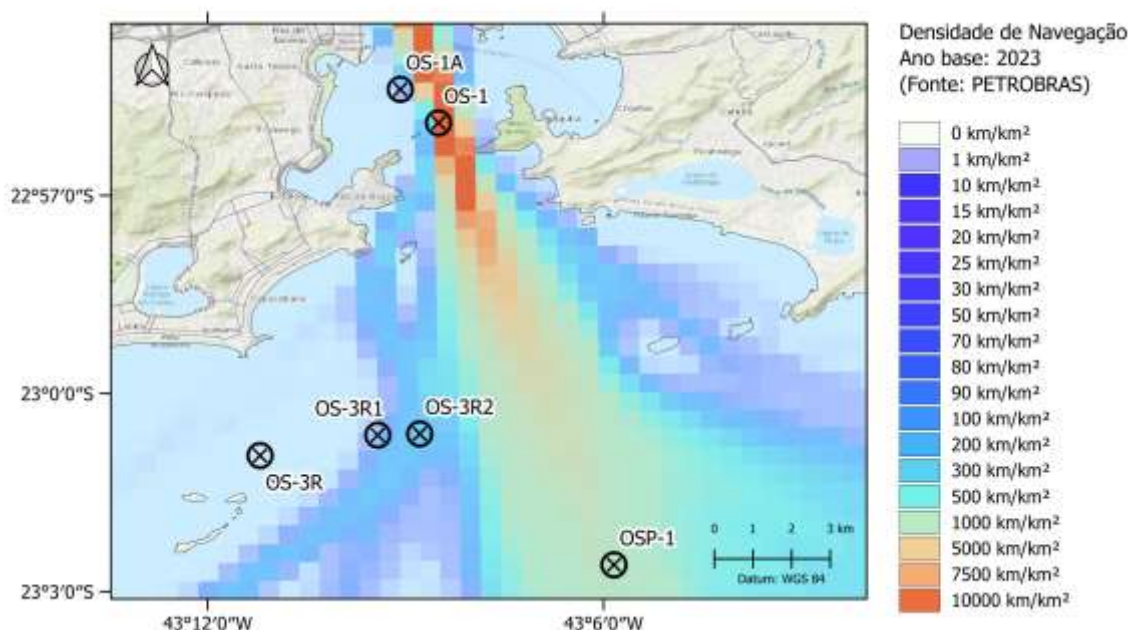 Densidade de Navegação
Ano base: 2023
(Fonte: PETROBRAS)
0 km/km²
1 km/km²
10 km/km²
15 km/km²
20 km/km²
25 km/km²
30 km/km²
50 km/km²
70 km/km²
80 km/km²
90 km/km²
100 km/km²
200 km/km²
300 km/km²
500 km/km²
1000 km/km²
5000 km/km²
7500 km/km²
10000 km/km²
OS-1A
OS-1
22°57'0"S
23°0'0"S
OS-3R1
OS-3R2
OS-3R
OSP-1
0 1 2 3 km
Datum: WGS 84
23°3'0"S
43°12'0"W
43°6'0"W